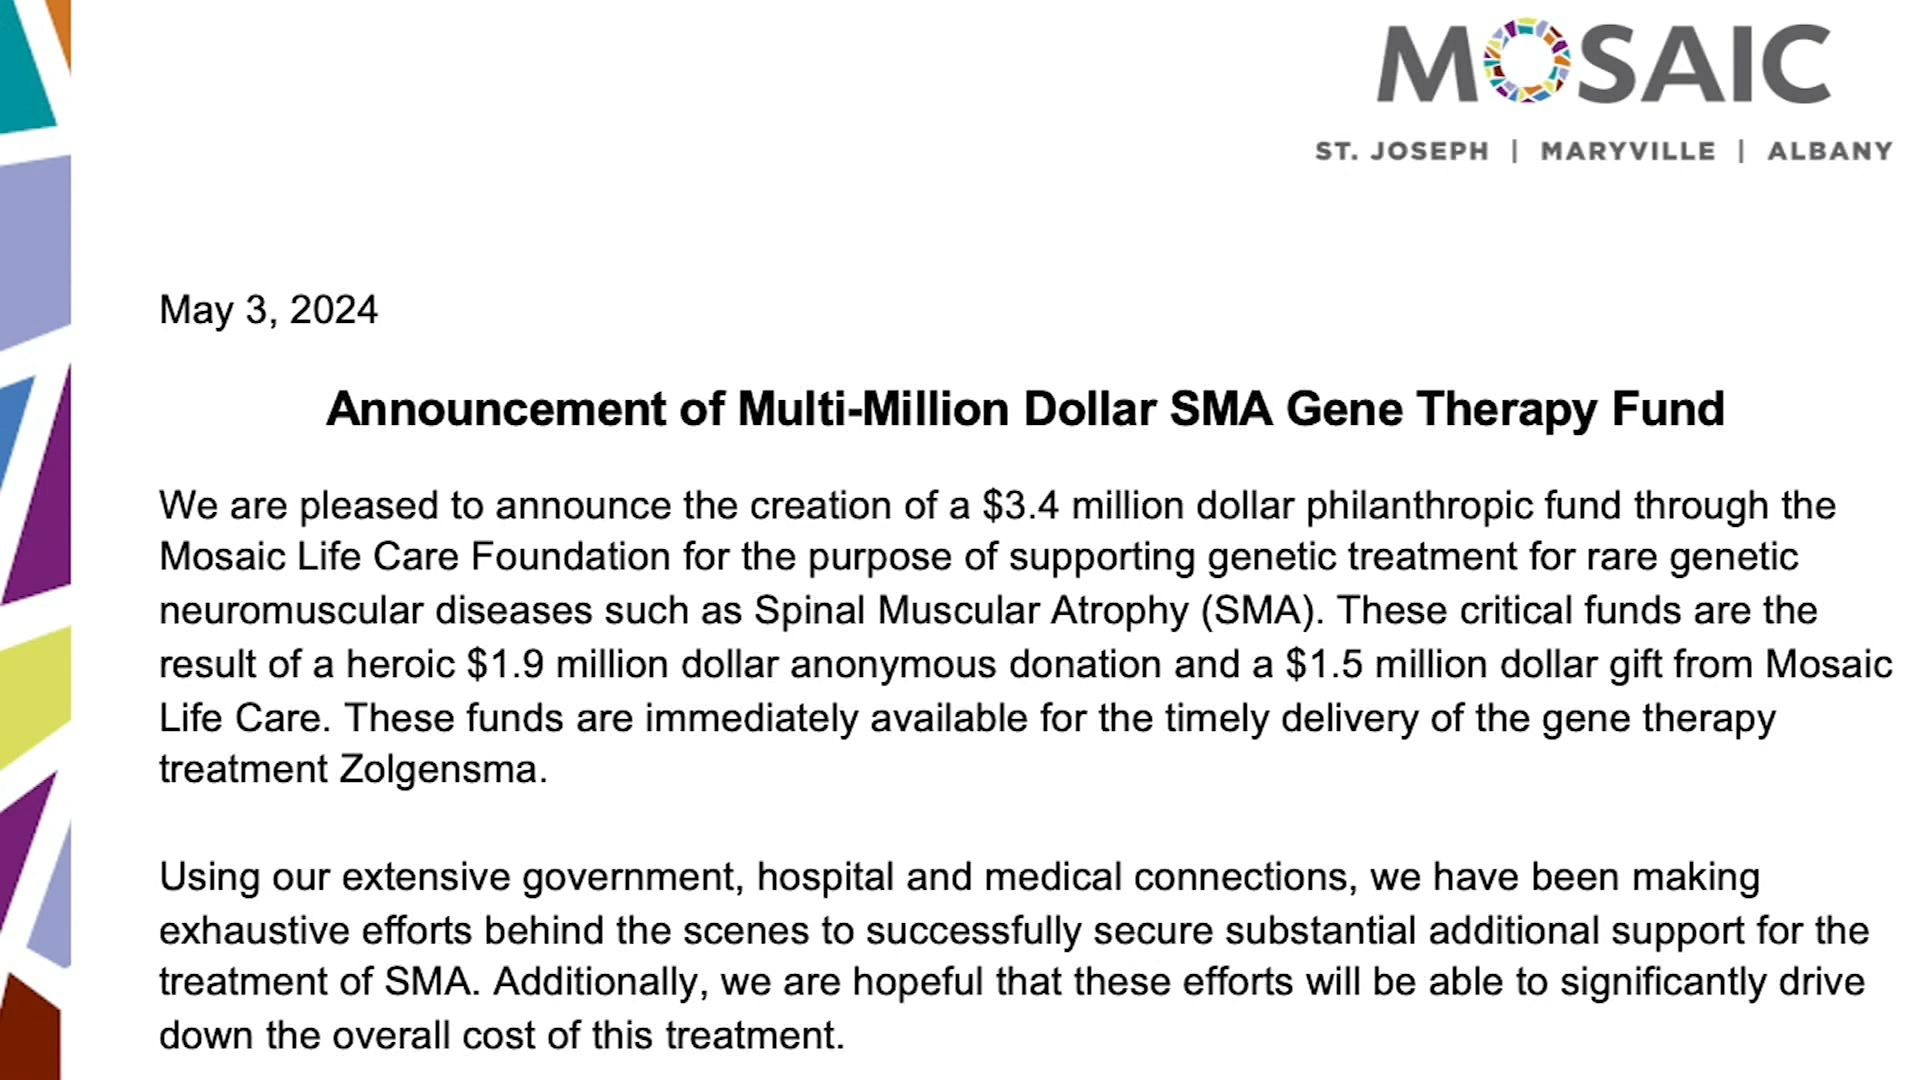 MOSAIC
ST. JOSEPH | MARYVILLE | ALBANY
May 3, 2024
Announcement of Multi-Million Dollar SMA Gene Therapy Fund
We are pleased to announce the creation of a $3.4 million dollar philanthropic fund through the
Mosaic Life Care Foundation for the purpose of supporting genetic treatment for rare genetic
neuromuscular diseases such as Spinal Muscular Atrophy (SMA). These critical funds are the
result of a heroic $1.9 million dollar anonymous donation and a $1.5 million dollar gift from Mosaic
Life Care. These funds are immediately available for the timely delivery of the gene therapy
treatment Zolgensma.
Using our extensive government, hospital and medical connections, we have been making
exhaustive efforts behind the scenes to successfully secure substantial additional support for the
treatment of SMA. Additionally, we are hopeful that these efforts will be able to significantly drive
down the overall cost of this treatment.